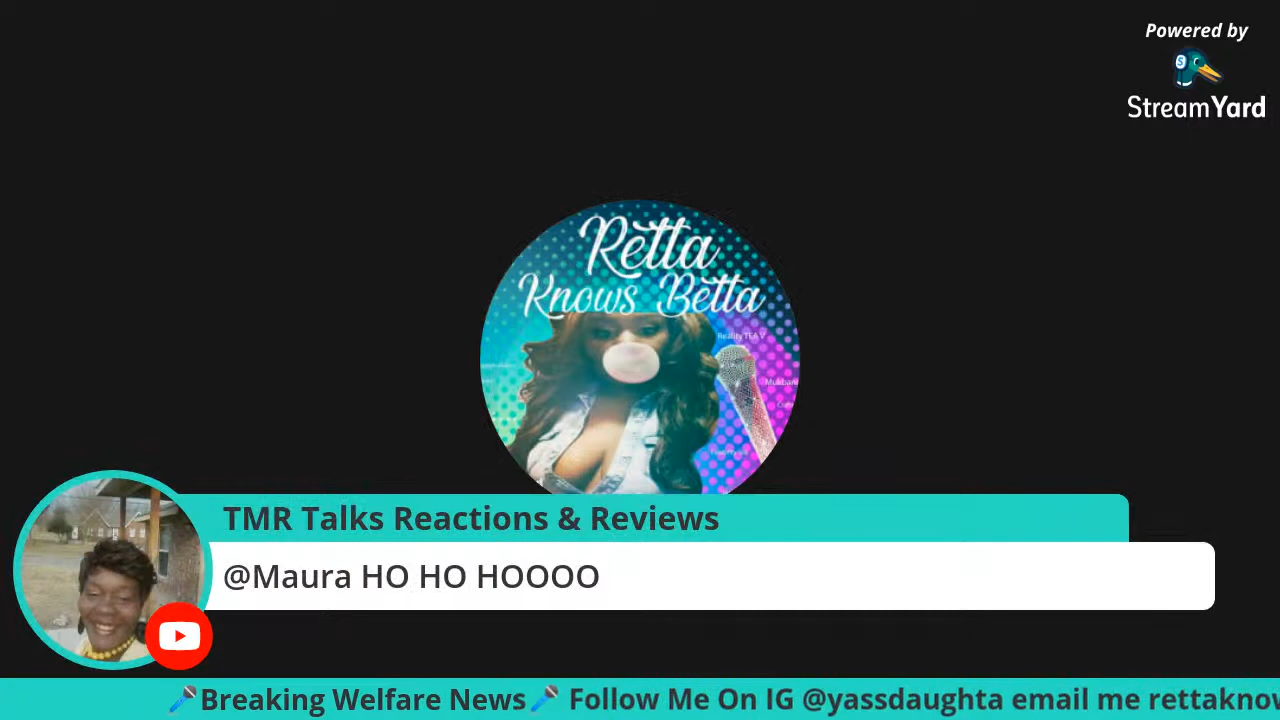 Powered by
StreamYard
Retta
Knows Betta
TMR Talks Reactions & Reviews
@Maura HO HO HOOOO
🎤Breaking Welfare News🎤 Follow Me On IG @yassdaughta email me rettaknov